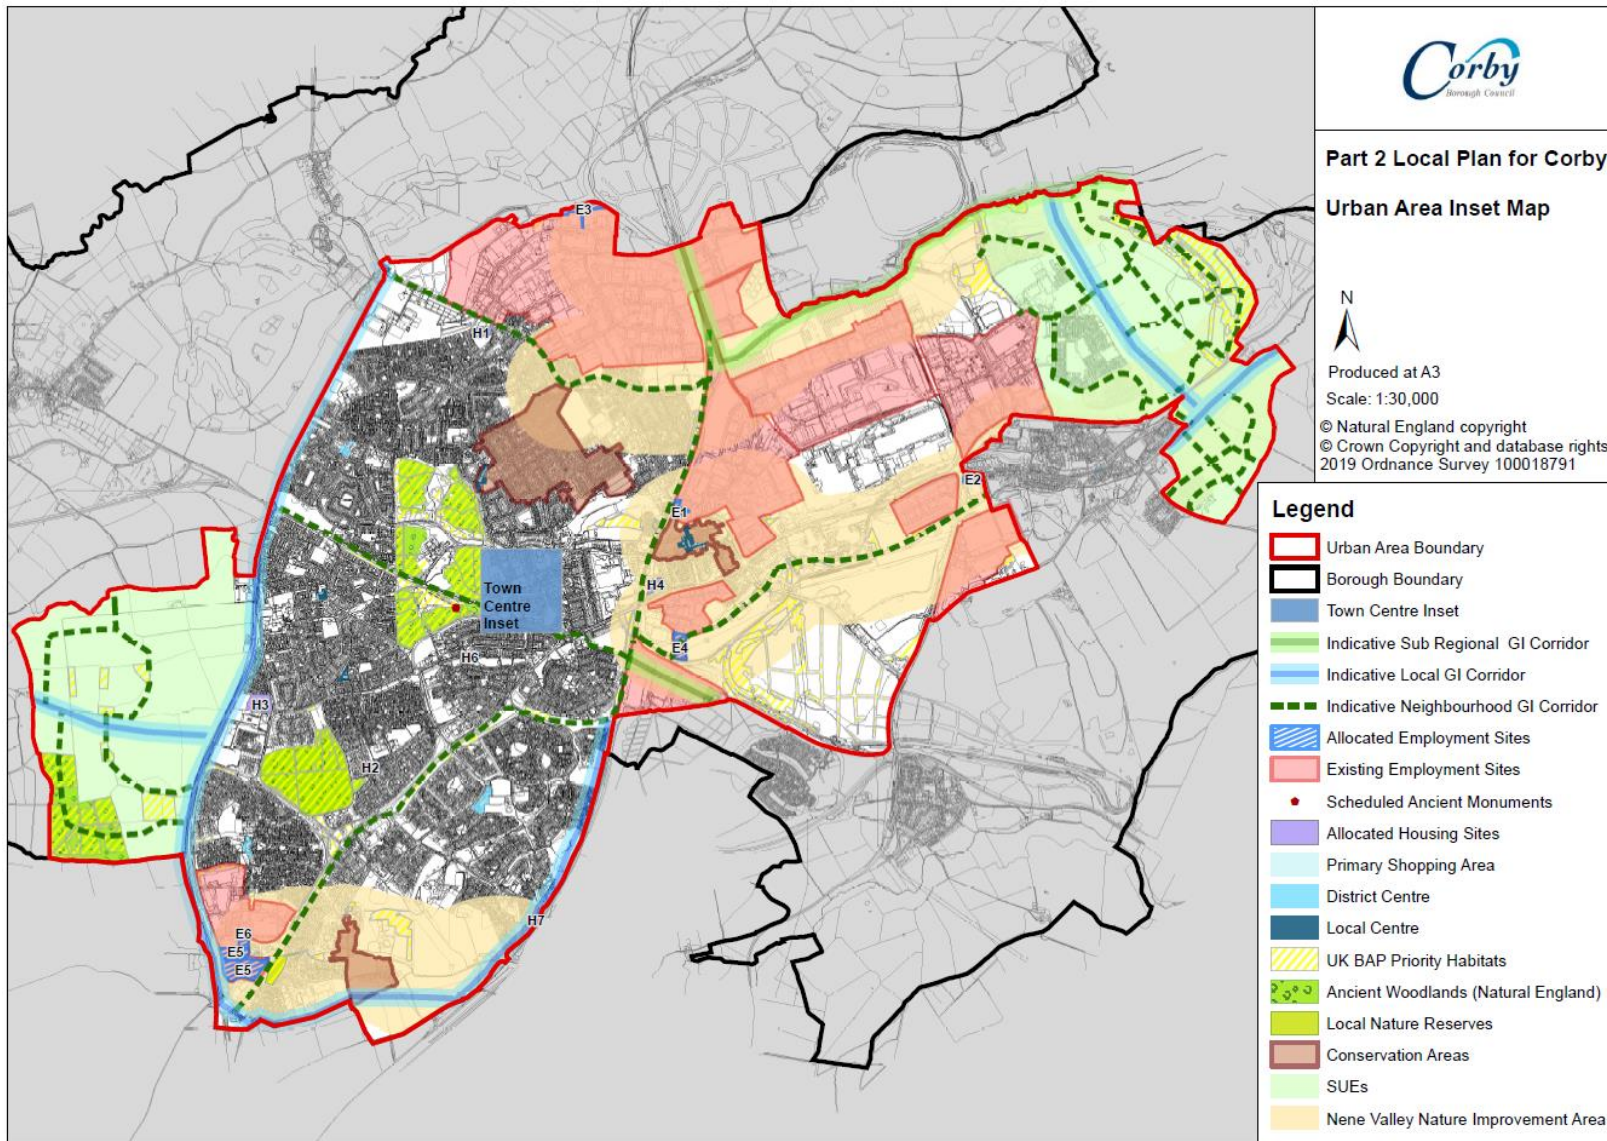 Corby
Borough Council
Part 2 Local Plan for Corby
Urban Area Inset Map
N
Produced at A3
Scale: 1:30,000
© Natural England copyright
© Crown Copyright and database rights
2019 Ordnance Survey 100018791
Legend
Urban Area Boundary
Borough Boundary
Town Centre Inset
Indicative Sub Regional GI Corridor
Indicative Local GI Corridor
Indicative Neighbourhood GI Corridor
Allocated Employment Sites
Existing Employment Sites
Scheduled Ancient Monuments
Allocated Housing Sites
Primary Shopping Area
District Centre
Local Centre
UK BAP Priority Habitats
Ancient Woodlands (Natural England)
Local Nature Reserves
Conservation Areas
SUEs
Nene Valley Nature Improvement Area
E3
H1
E2
E1
H4
Town
Centre
Inset
E4
H6
H3
H2
H7
E6
E5
E5